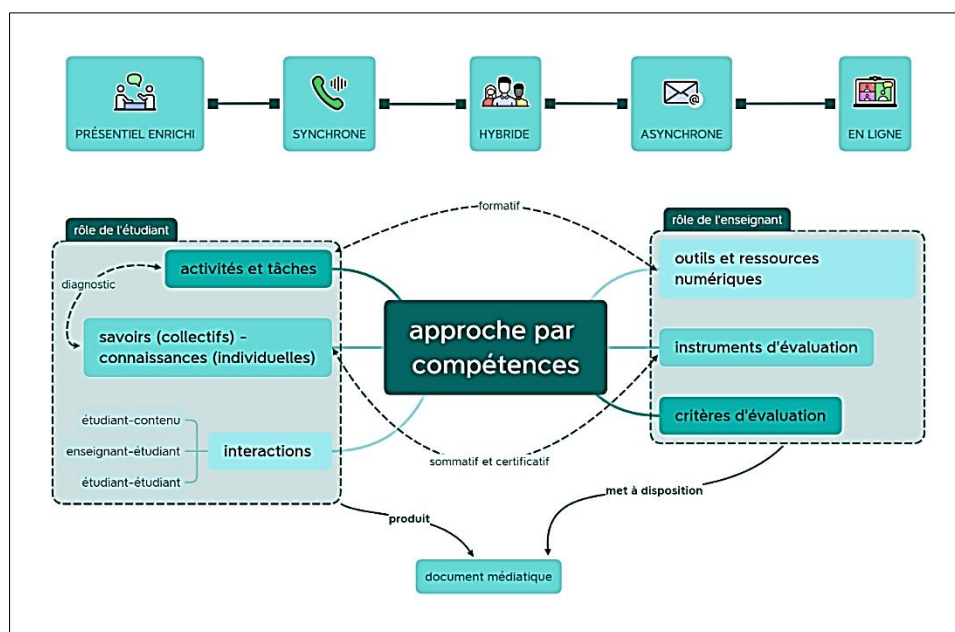 PRÉSENTIEL ENRICHI
SYNCHRONE
HYBRIDE
ASYNCHRONE
@
EN LIGNE
formatif
rôle de l'étudiant
rôle de l'enseignant
activités et tâches
outils et ressources
numériques
diagnostic
approche par
compétences
savoirs (collectifs) -
connaissances (individuelles)
instruments d'évaluation
critères d'évaluation
étudiant-contenu
enseignant-étudiant
étudiant-étudiant
interactions
sommatif et certificatif
met à disposition
produit
document médiatique